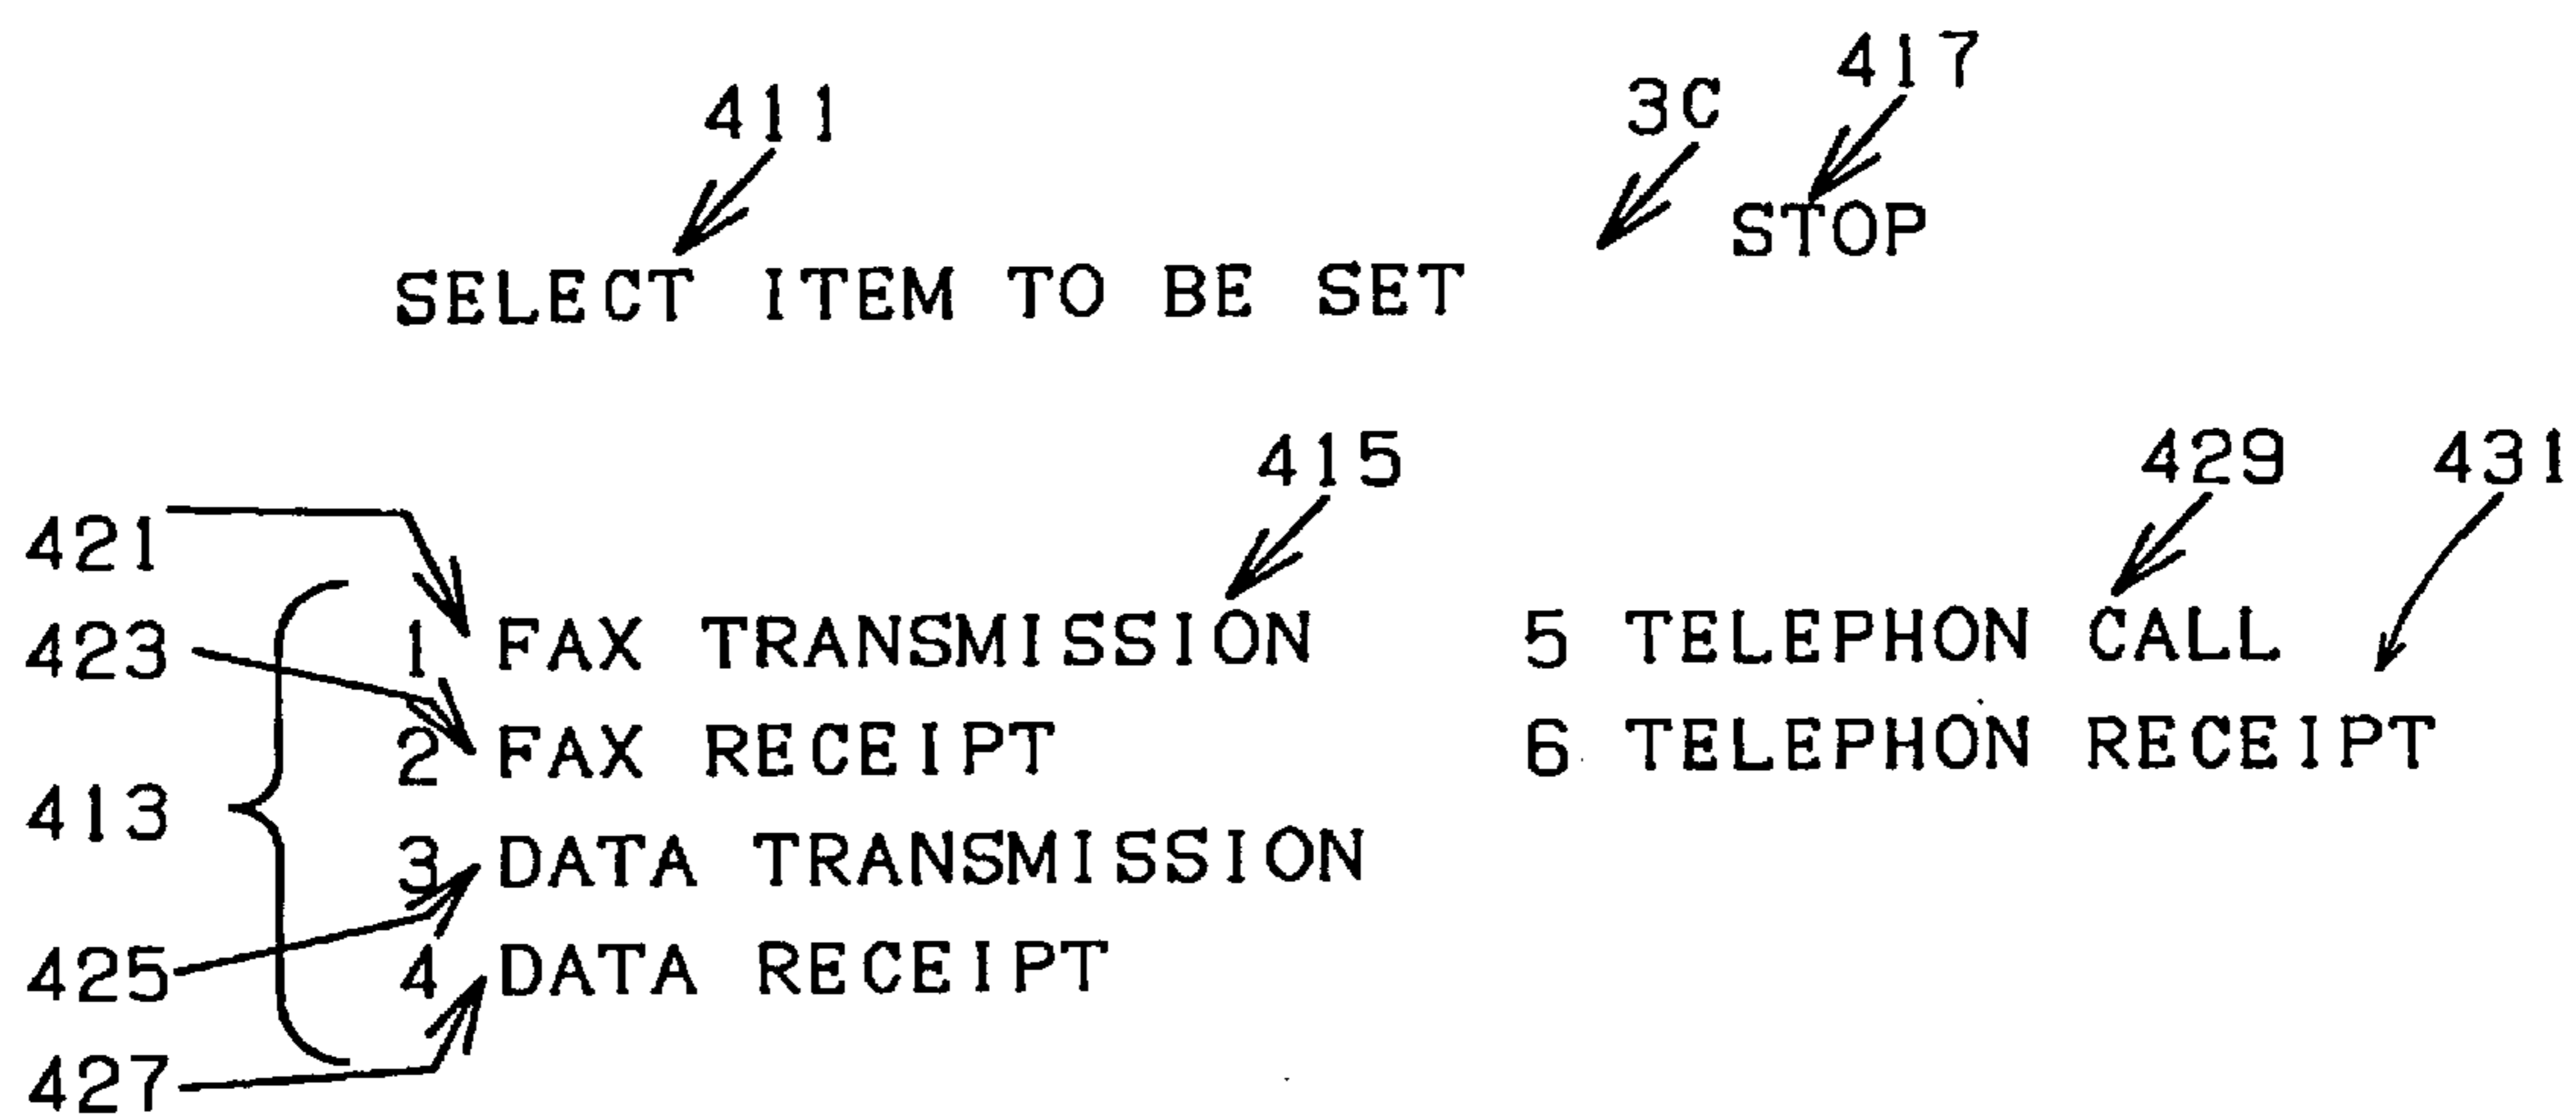 411 3C 417
STOP
SELECT ITEM TO BE SET
415 429 431
421
1 FAX TRANSMISSION 5 TELEPHON CALL
423
2 FAX RECEIPT 6 TELEPHON RECEIPT
413
3 DATA TRANSMISSION
425
4 DATA RECEIPT
427